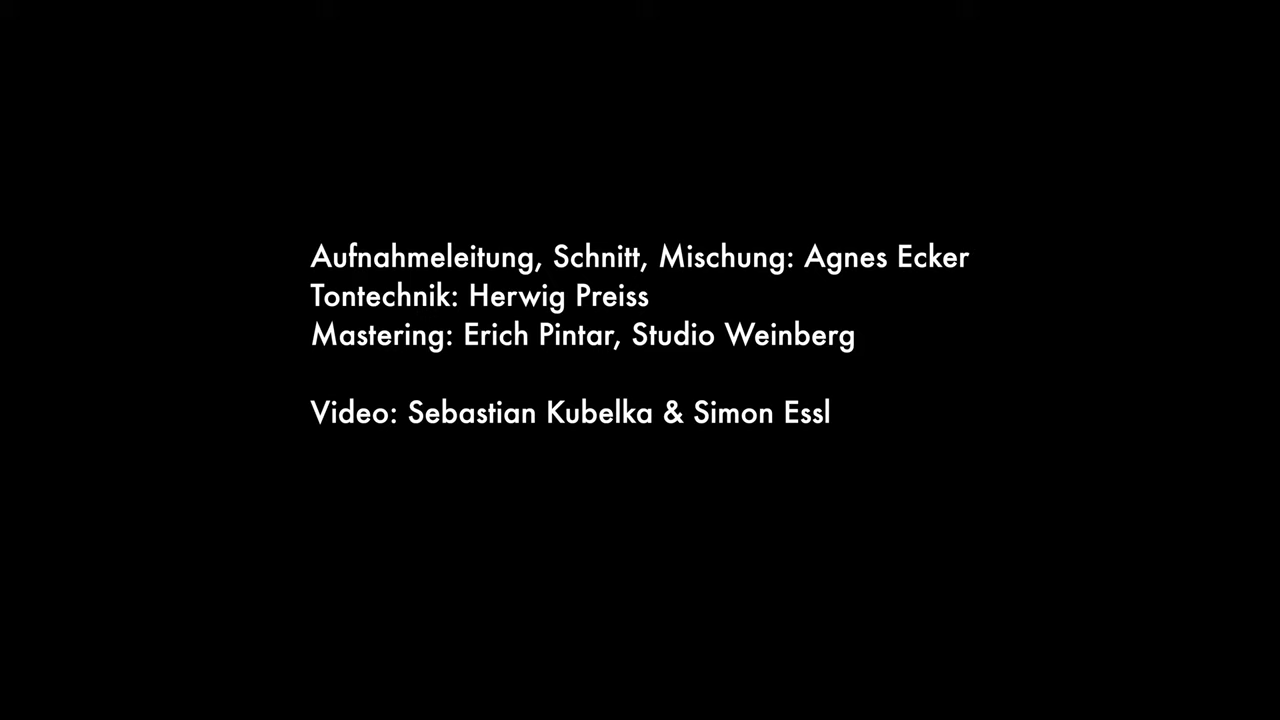 Aufnahmeleitung, Schnitt, Mischung: Agnes Ecker
Tontechnik: Herwig Preiss
Mastering: Erich Pintar, Studio Weinberg
Video: Sebastian Kubelka & Simon Essl